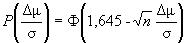 P(Δμ/σ) = Φ(1,645 - √n Δμ/σ)